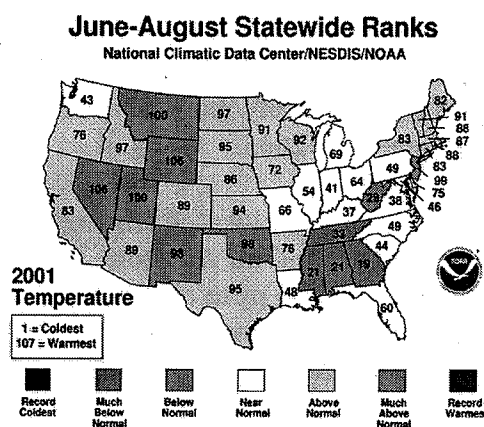 June-August Statewide Ranks
National Climatic Data Center/NESDIS/NOAA
43
100
97
91
82
76
97
106
95
92
69
83
91
86
87
88
83
99
75
46
106
100
89
86
72
54
41
64
49
38
83
89
94
66
37
49
44
95
76
48
21
21
19
60
2001
Temperature
1 = Coldest
107 = Warmest
NOAA
Record
Coldest
Much
Below
Normal
Below
Normal
Near
Normal
Above
Normal
Much
Above
Normal
Record
Warmest